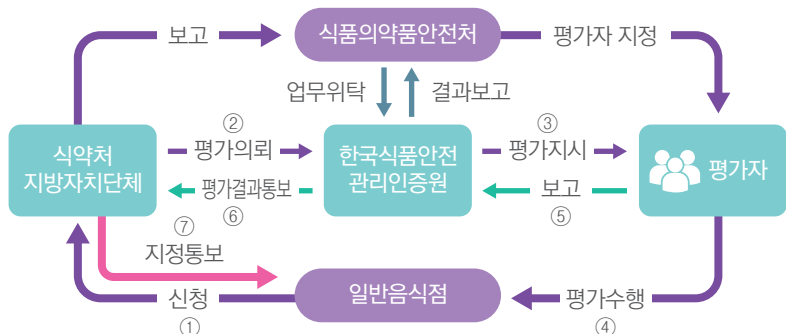 보고
식품의약품안전처
평가자 지정
업무위탁
결과보고
②
평가의뢰
③
평가지시
식약처
지방자치단체
한국식품안전
관리인증원
평가자
평가결과통보
⑥
보고
⑤
⑦
지정통보
신청
①
일반음식점
평가수행
④